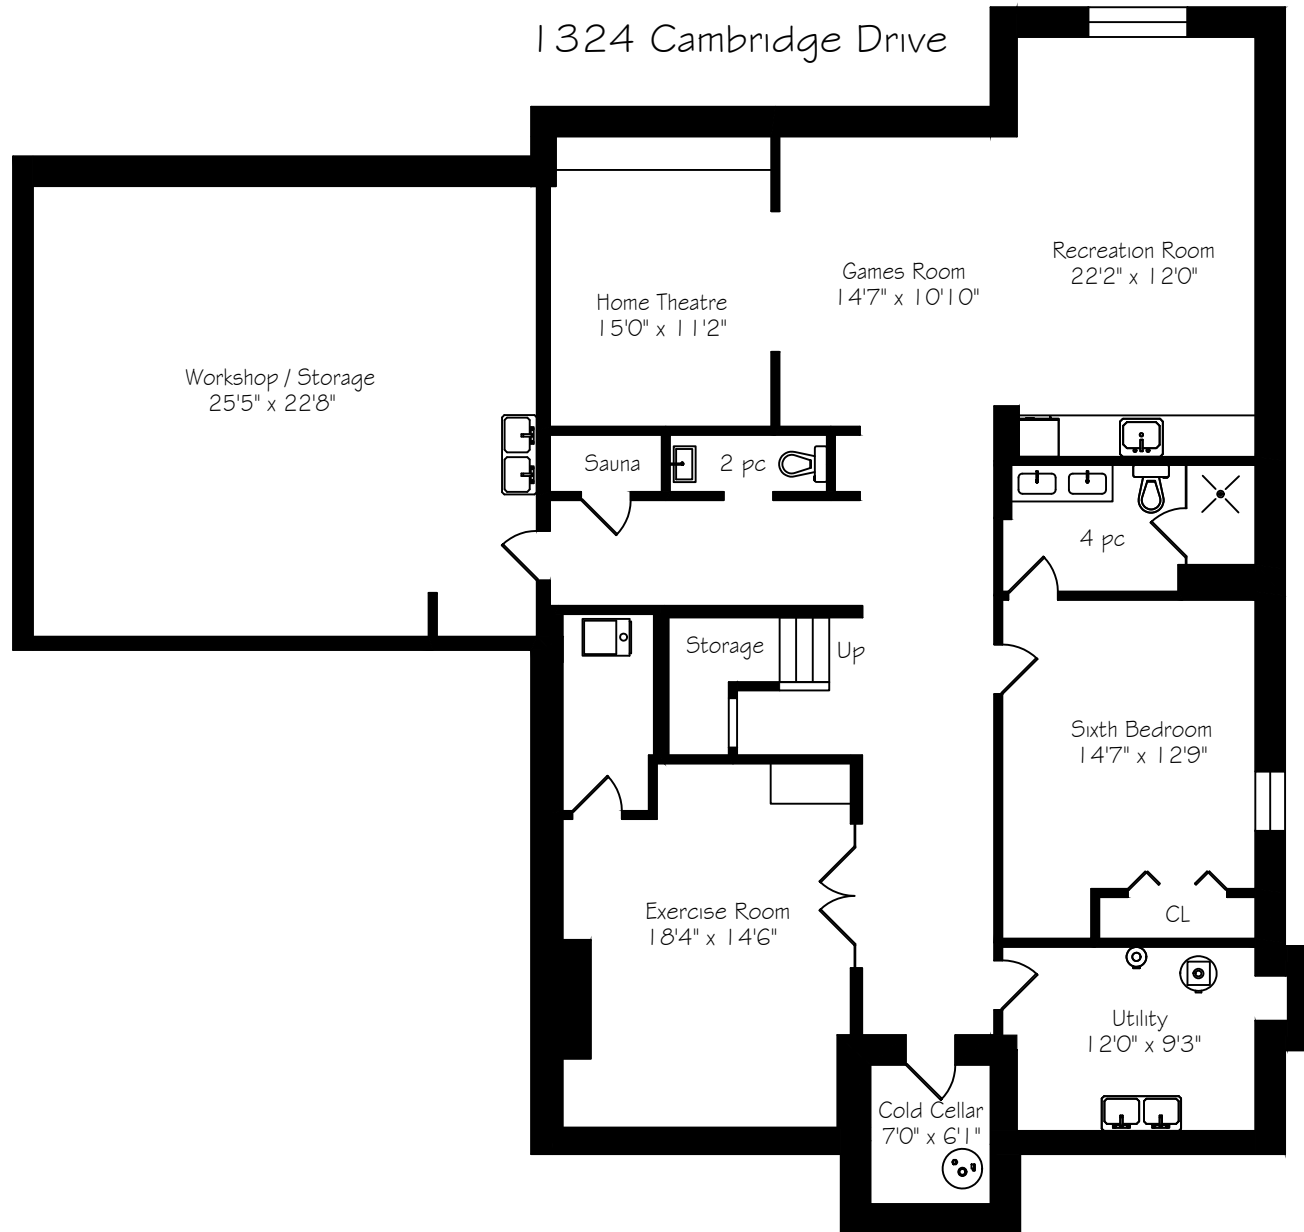 1324 Cambridge Drive
Recreation Room
22'2" x 12'0"
Games Room
14'7" x 10'10"
Home Theatre
15'0" x 11'2"
Workshop / Storage
25'5" x 22'8"
Sauna
2 pc
4 pc
Storage
Up
Sixth Bedroom
14'7" x 12'9"
Exercise Room
18'4" x 14'6"
CL
Utility
12'0" x 9'3"
Cold Cellar
7'0" x 6'1"